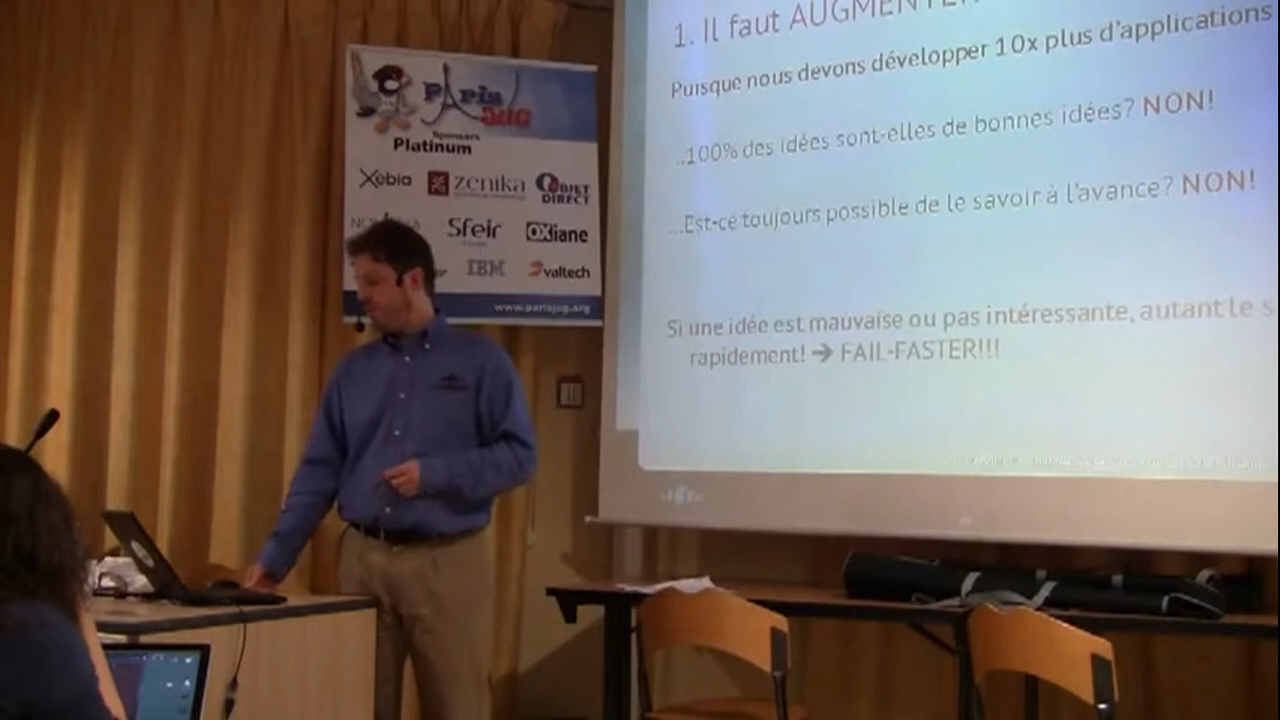 Paris
JUG
Sponsors
Platinum
Xebia
zenika
OBJET
DIRECT
Sfeir
OXiane
IBM
valtech
www.parisjug.org
1. Il faut AUGMENTER
Puisque nous devons développer 10x plus d'applications
...100% des idées sont-elles de bonnes idées? NON!
...Est-ce toujours possible de le savoir à l'avance? NON!
Si une idée est mauvaise ou pas intéressante, autant le s
rapidement! → FAIL-FASTER!!!